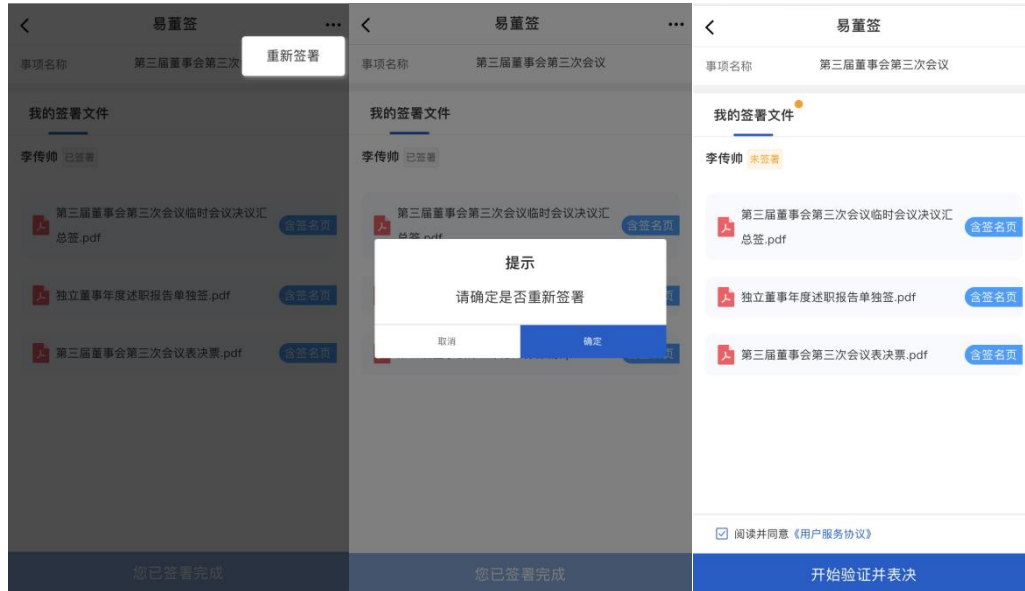 易董签
重新签署
事项名称
第三届董事会第三次
我的签署文件
李传帅 已签署
第三届董事会第三次会议临时会议决议汇
总签.pdf
含签名页
独立董事年度述职报告单独签.pdf
含签名页
第三届董事会第三次会议表决票.pdf
含签名页
您已签署完成
易董签
事项名称
第三届董事会第三次会议
我的签署文件
李传帅 已签署
第三届董事会第三次会议临时会议决议汇
总签.pdf
含签名页
提示
请确定是否重新签署
取消
确定
您已签署完成
易董签
事项名称
第三届董事会第三次会议
我的签署文件
李传帅 未签署
第三届董事会第三次会议临时会议决议汇
总签.pdf
含签名页
独立董事年度述职报告单独签.pdf
含签名页
第三届董事会第三次会议表决票.pdf
含签名页
阅读并同意《用户服务协议》
开始验证并表决